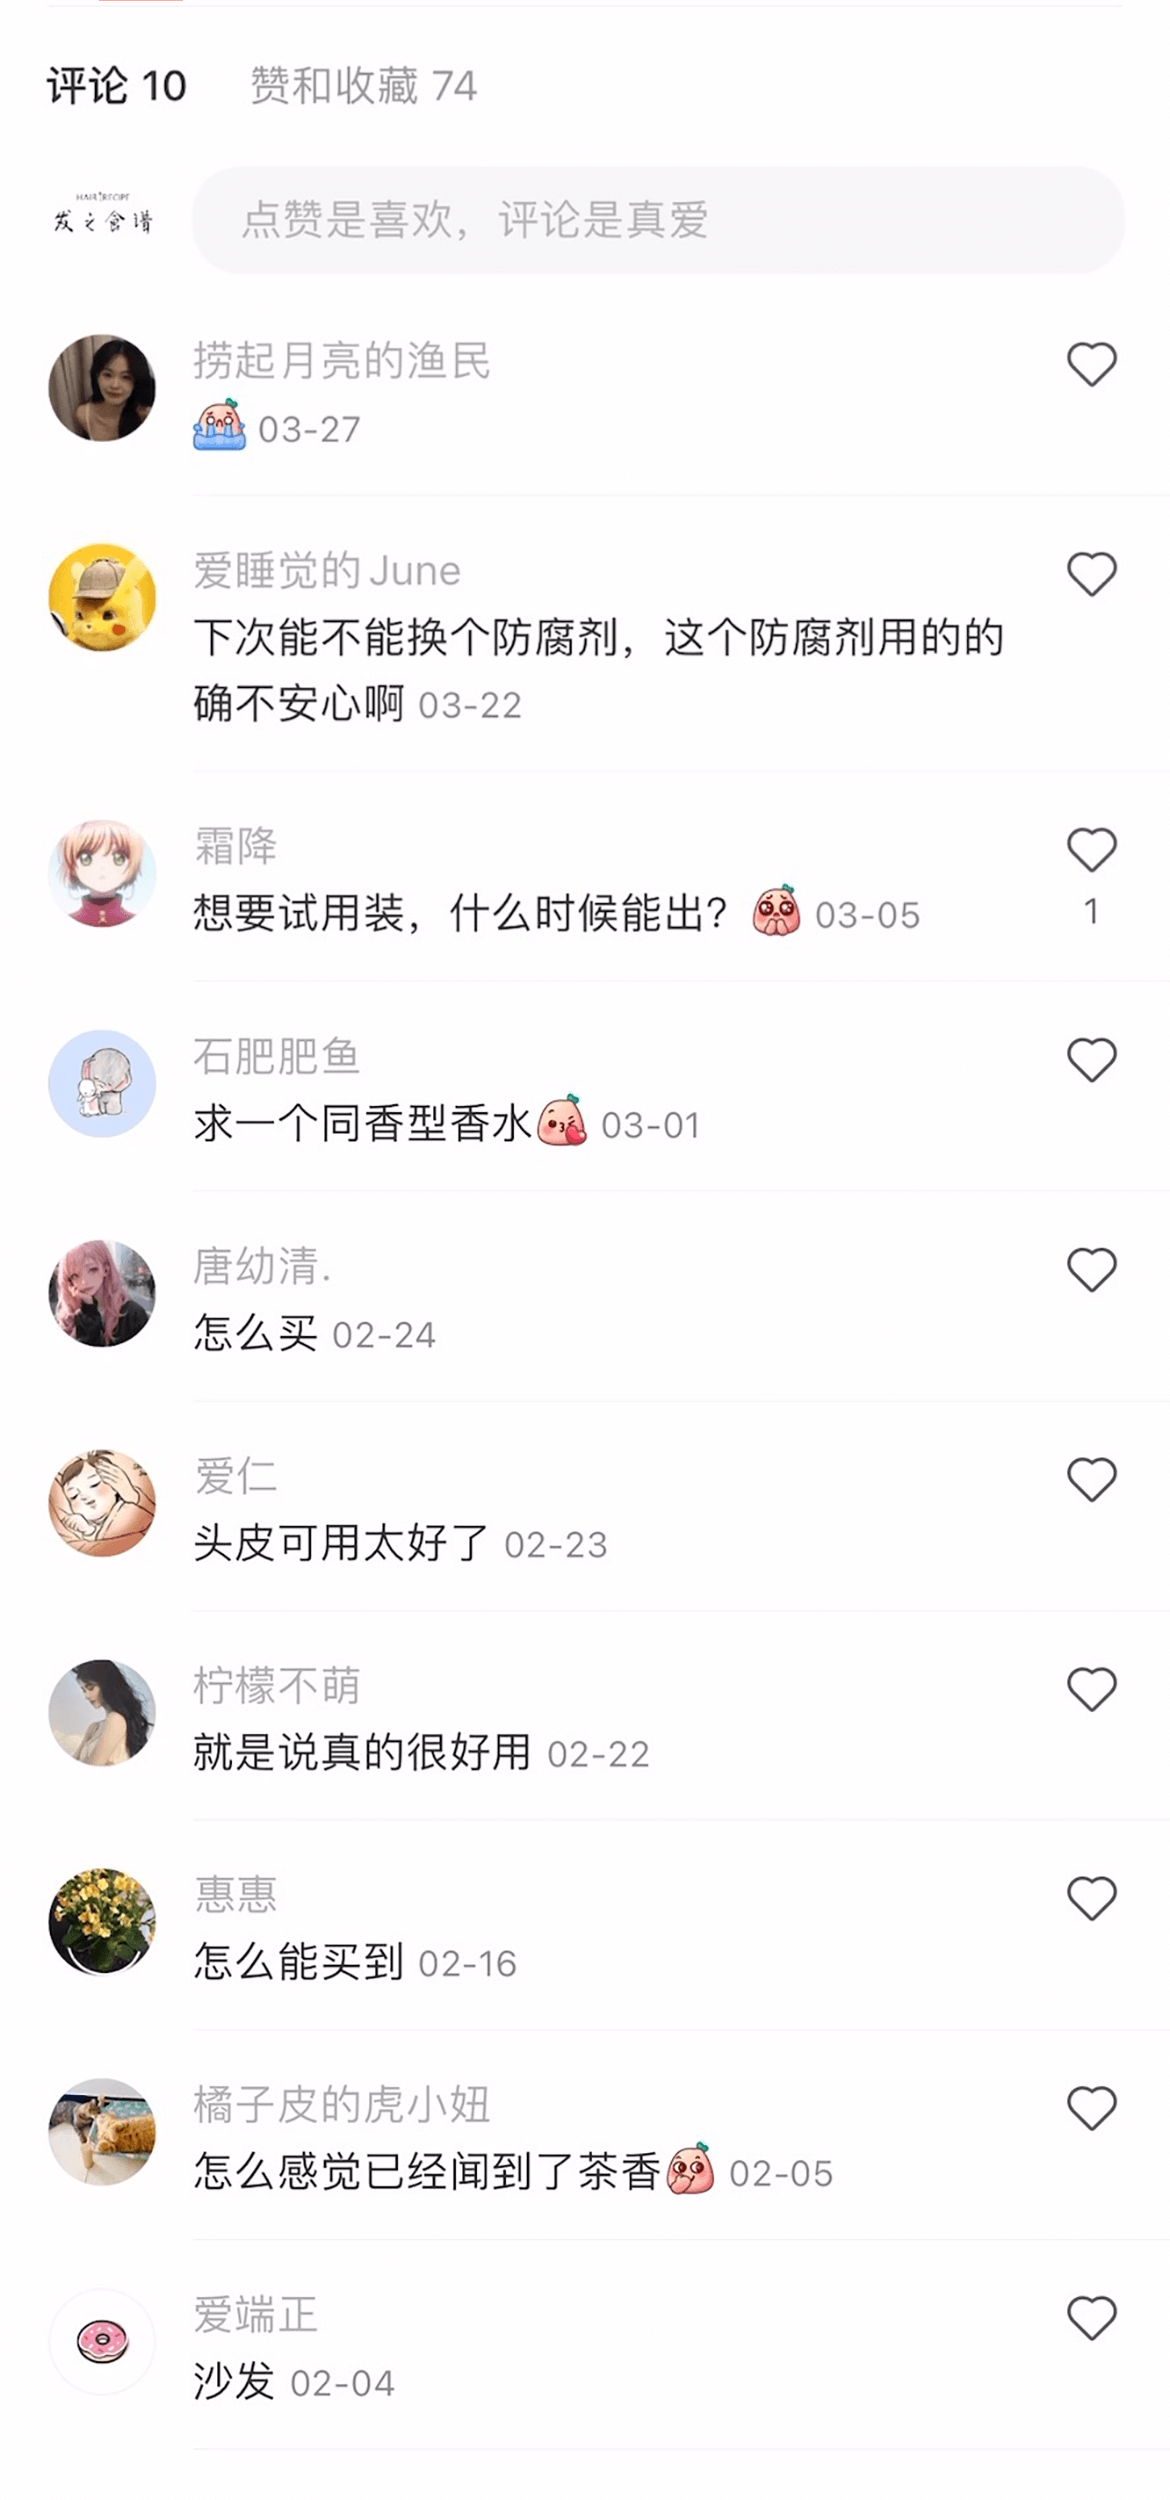 评论 10 赞和收藏 74
HAIR RECIPE
发之食谱
点赞是喜欢，评论是真爱
捞起月亮的渔民
03-27
爱睡觉的June
下次能不能换个防腐剂，这个防腐剂用的的
确不安心啊 03-22
霜降
想要试用装，什么时候能出？ 03-05
1
石肥肥鱼
求一个同香型香水 03-01
唐幼清.
怎么买 02-24
爱仁
头皮可用太好了 02-23
柠檬不萌
就是说真的很好用 02-22
惠惠
怎么能买到 02-16
橘子皮的虎小妞
怎么感觉已经闻到了茶香 02-05
爱端正
沙发 02-04